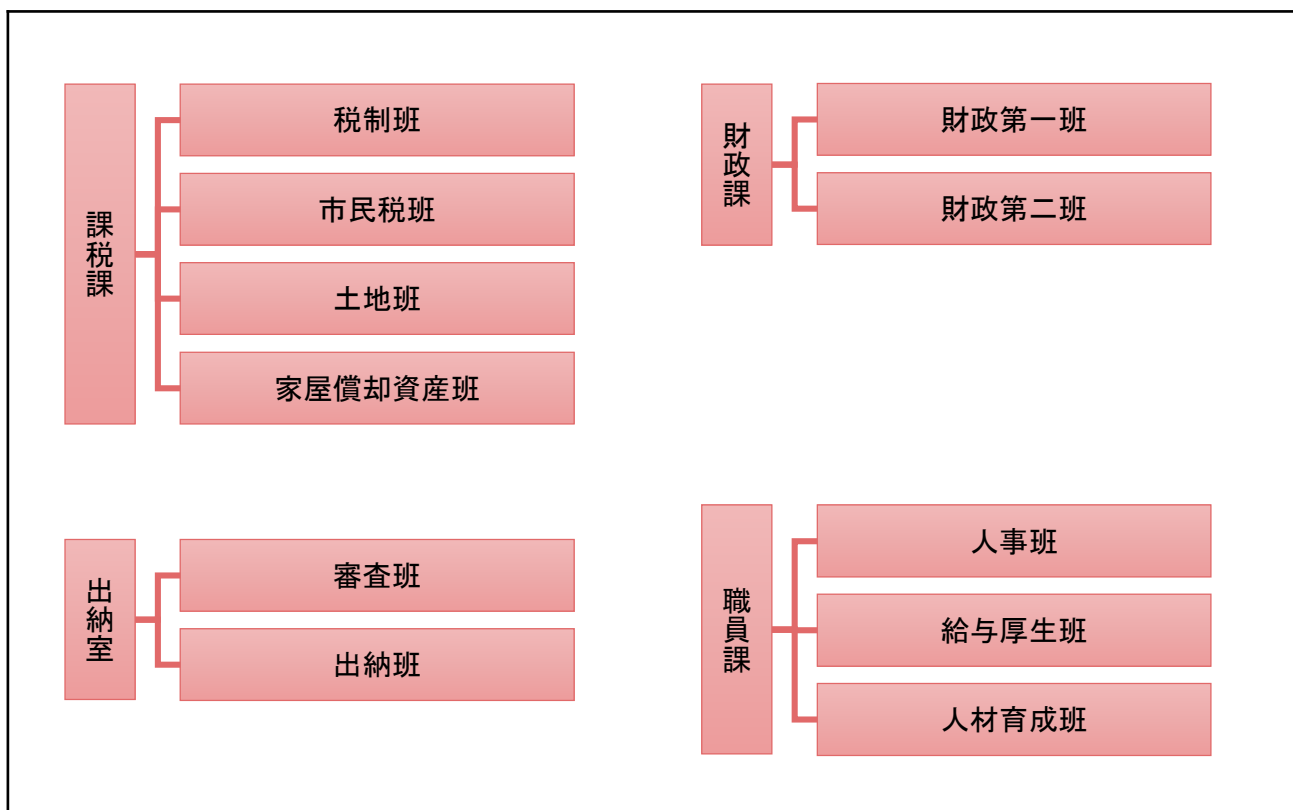 課税課
税制班
市民税班
土地班
家屋償却資産班
財政課
財政第一班
財政第二班
出納室
審査班
出納班
職員課
人事班
給与厚生班
人材育成班